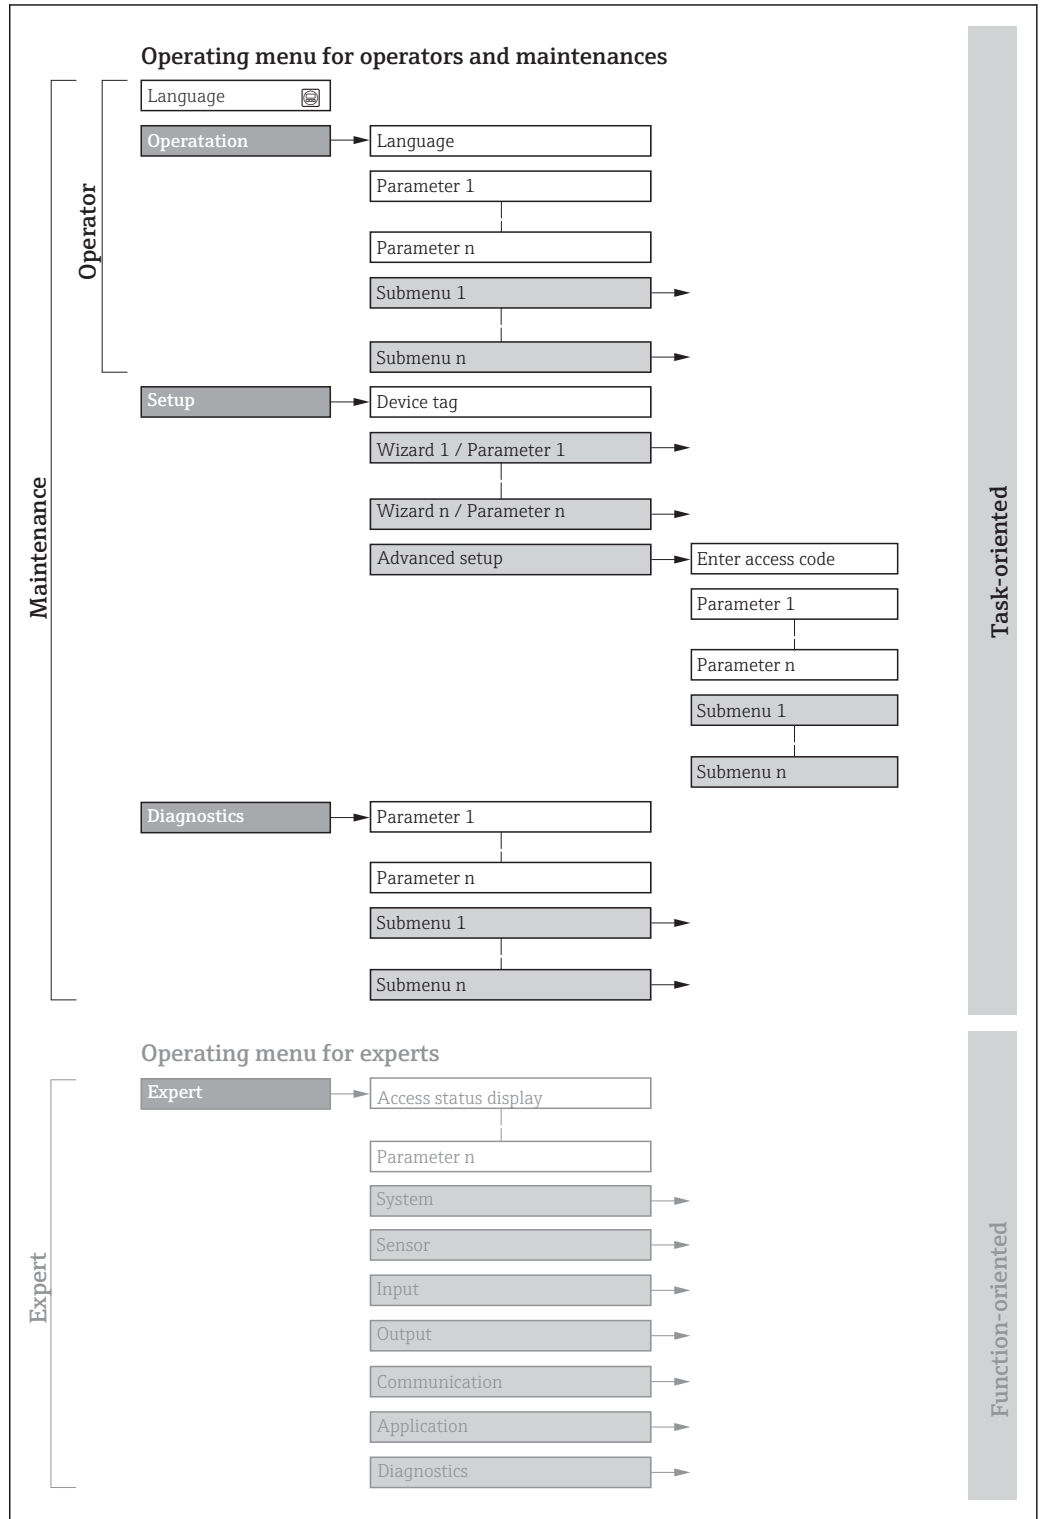 Operating menu for operators and maintenances
Language
Operatation
Language
Parameter 1
Parameter n
Submenu 1
Submenu n
Operator
Setup
Device tag
Wizard 1 / Parameter 1
Wizard n / Parameter n
Advanced setup
Enter access code
Parameter 1
Parameter n
Submenu 1
Submenu n
Maintenance
Task-oriented
Diagnostics
Parameter 1
Parameter n
Submenu 1
Submenu n
Operating menu for experts
Expert
Access status display
Parameter n
System
Sensor
Input
Output
Communication
Application
Diagnostics
Expert
Function-oriented